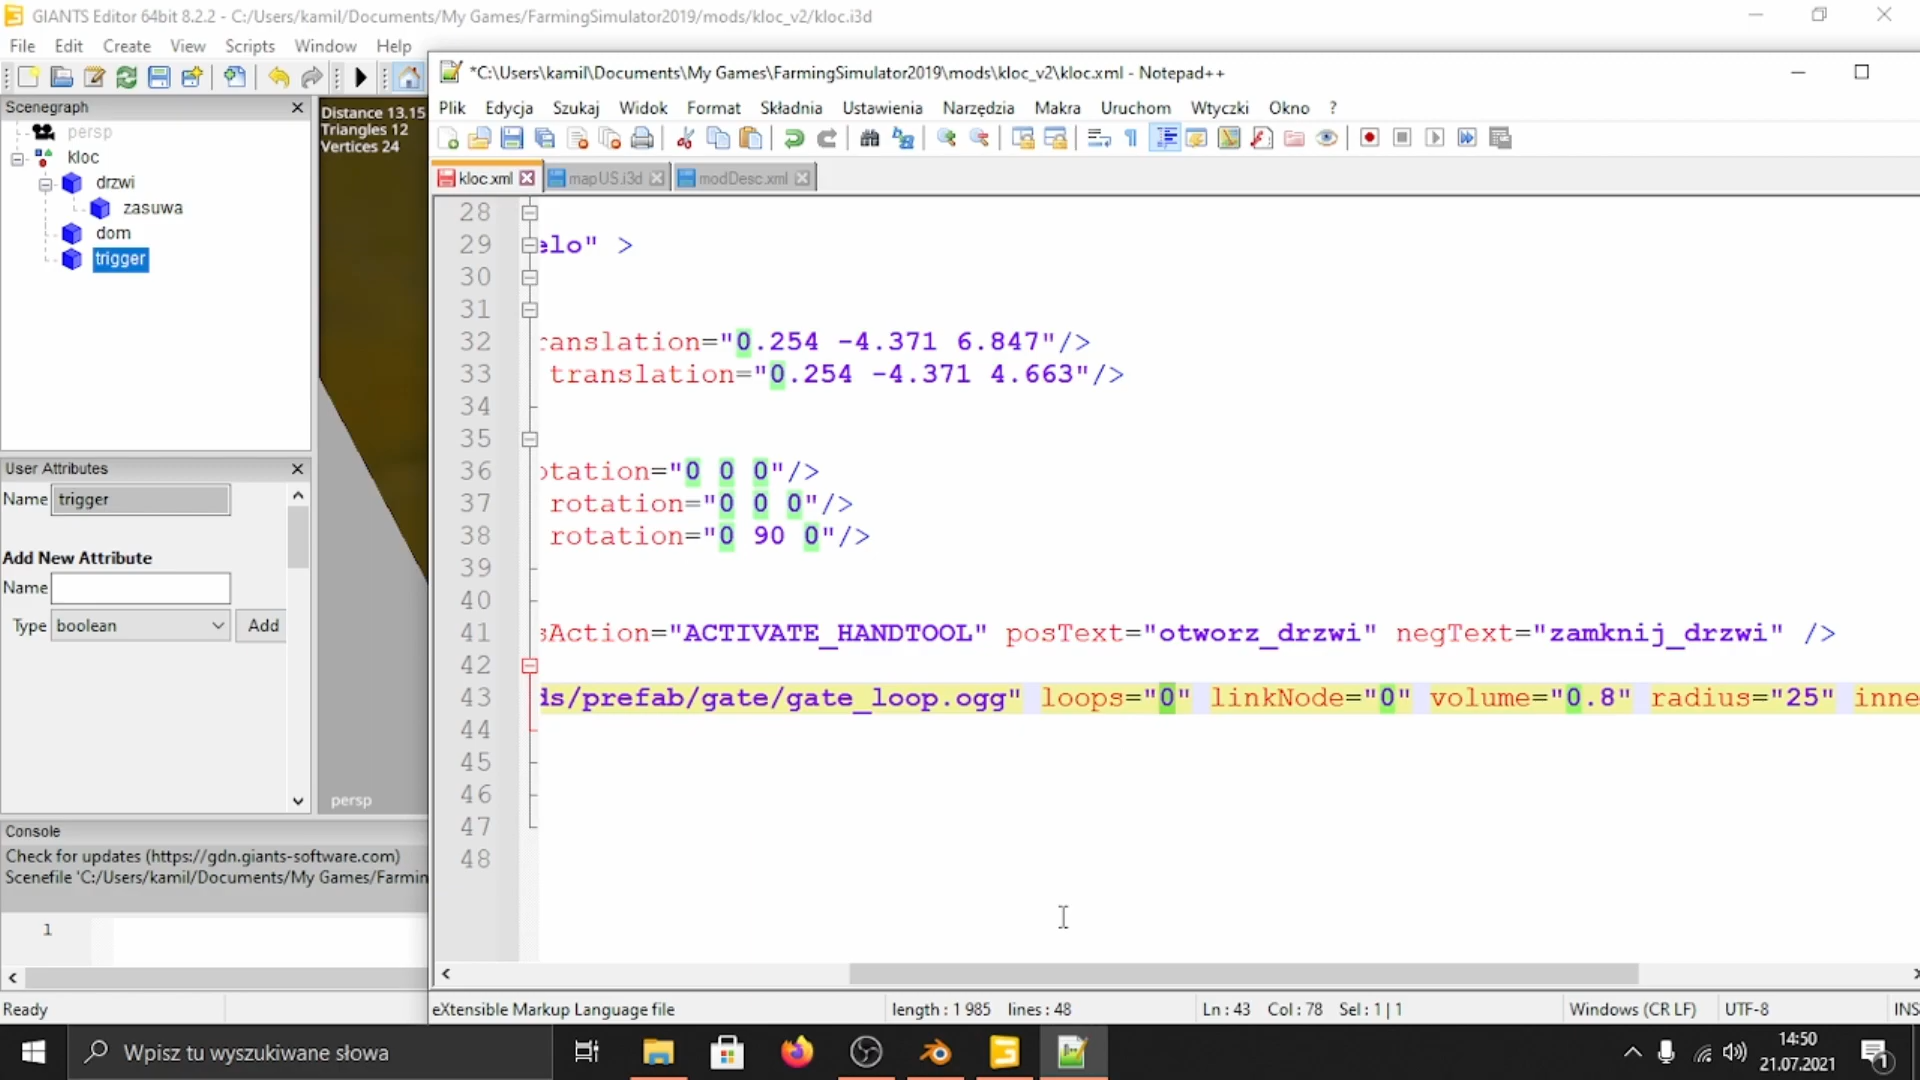 GIANTS Editor 64bit 8.2.2 - C:/Users/kamil/Documents/My Games/FarmingSimulator2019/mods/kloc_v2/kloc.i3d
File Edit Create View Scripts Window Help
*C:\Users\kamil\Documents\My Games\FarmingSimulator2019\mods\kloc_v2\kloc.xml - Notepad++
Plik Edycja Szukaj Widok Format Składnia Ustawienia Narzędzia Makra Uruchom Wtyczki Okno ?
Scenegraph
persp
kloc
drzwi
zasuwa
dom
trigger
Distance 13.15
Triangles 12
Vertices 24
persp
User Attributes
Name trigger
Add New Attribute
Name
Type boolean Add
Console
Check for updates (https://gdn.giants-software.com)
Scenefile 'C:/Users/kamil/Documents/My Games/Farmin
1
Ready
kloc.xml mapUS.i3d modDesc.xml
28
29 elo" >
30
31
32 ranslation="0.254 -4.371 6.847"/>
33 translation="0.254 -4.371 4.663"/>
34
35
36 otation="0 0 0"/>
37 rotation="0 0 0"/>
38 rotation="0 90 0"/>
39
40
41 sAction="ACTIVATE_HANDTOOL" posText="otworz_drzwi" negText="zamknij_drzwi" />
42
43 ds/prefab/gate/gate_loop.ogg" loops="0" linkNode="0" volume="0.8" radius="25" inne
44
45
46
47
48
eXtensible Markup Language file length : 1 985 lines : 48 Ln : 43 Col : 78 Sel : 1 | 1 Windows (CR LF) UTF-8 INS
Wpisz tu wyszukiwane słowa
14:50
21.07.2021
1